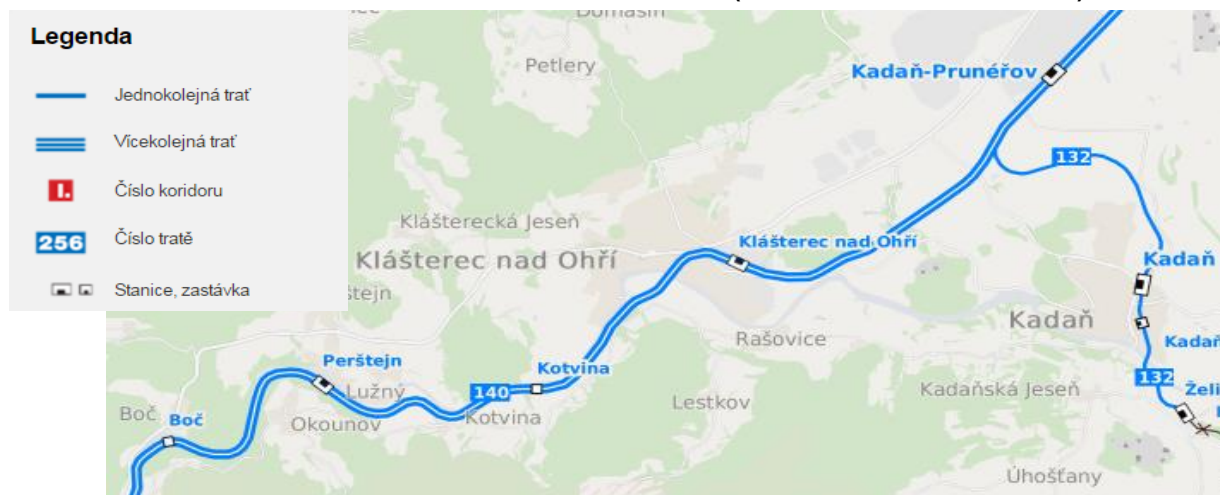 Legenda
Jednokolejná trať
Vícekolejná trať
I.
Číslo koridoru
256
Číslo tratě
Stanice, zastávka
Petlery
Kadaň-Prunéřov
132
Klášterecká Jeseň
Klášterec nad Ohří
Klášterec nad Ohří
Kadaň
Kadaň
Rašovice
Perštejn
Kotvina
Lužný
140
132
Kadaňská Jeseň
Lestkov
Boč
Boč
Okounov
Kotvina
Úhošťany